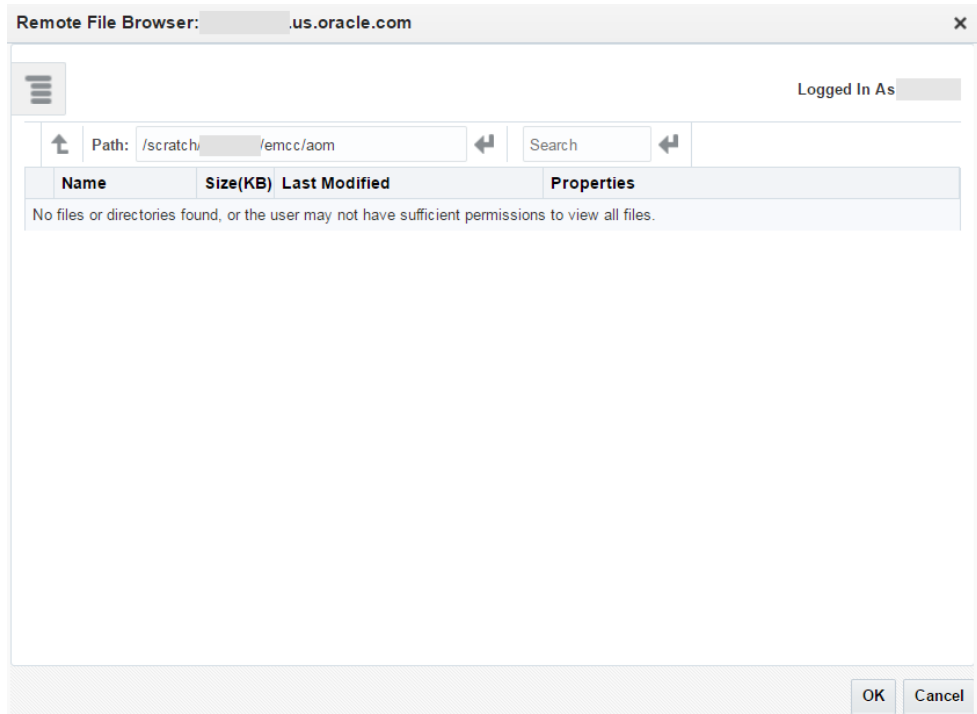 Remote File Browser: .us.oracle.com
Logged In As
Path: /scratch/ /emcc/aom Search
Name Size(KB) Last Modified Properties
No files or directories found, or the user may not have sufficient permissions to view all files.
OK Cancel